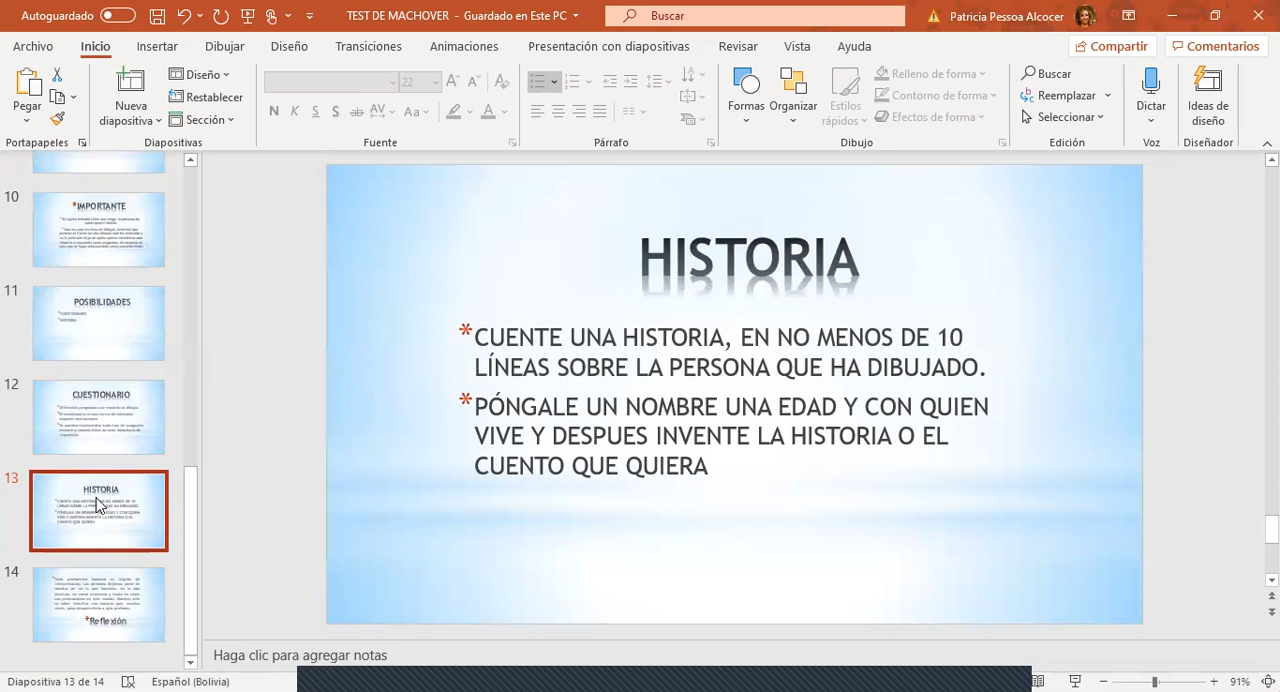 Autoguardado
TEST DE MACHOVER - Guardado en Este PC
Buscar
Patricia Pessoa Alcocer
Archivo
Inicio
Insertar
Dibujar
Diseño
Transiciones
Animaciones
Presentación con diapositivas
Revisar
Vista
Ayuda
Compartir
Comentarios
Pegar
Nueva
diapositiva
Diseño
Restablecer
Sección
22
N K S S ab AV Aa A
Formas
Organizar
Estilos
rápidos
Relleno de forma
Contorno de forma
Efectos de forma
Buscar
Reemplazar
Seleccionar
Dictar
Ideas de
diseño
Portapapeles
Diapositivas
Fuente
Párrafo
Dibujo
Edición
Voz
Diseñador
10
*IMPORTANTE
11
POSIBILIDADES
*CUESTIONARIO
*HISTORIA
12
CUESTIONARIO
13
HISTORIA
14
*Reflexión
HISTORIA
*CUENTE UNA HISTORIA, EN NO MENOS DE 10
LÍNEAS SOBRE LA PERSONA QUE HA DIBUJADO.
*PÓNGALE UN NOMBRE UNA EDAD Y CON QUIEN
VIVE Y DESPUES INVENTE LA HISTORIA O EL
CUENTO QUE QUIERA
Haga clic para agregar notas
Diapositiva 13 de 14
Español (Bolivia)
91%